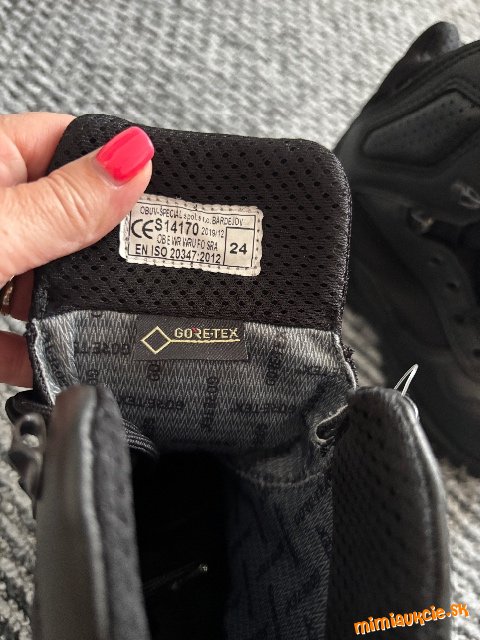 OBUV-ŠPECIÁL spol. s r.o. BARDEJOV
CE S14170 2019/12
OB E WR WRU FO SRA
EN ISO 20347:2012
24
GORE-TEX
mimiaukcie.sk